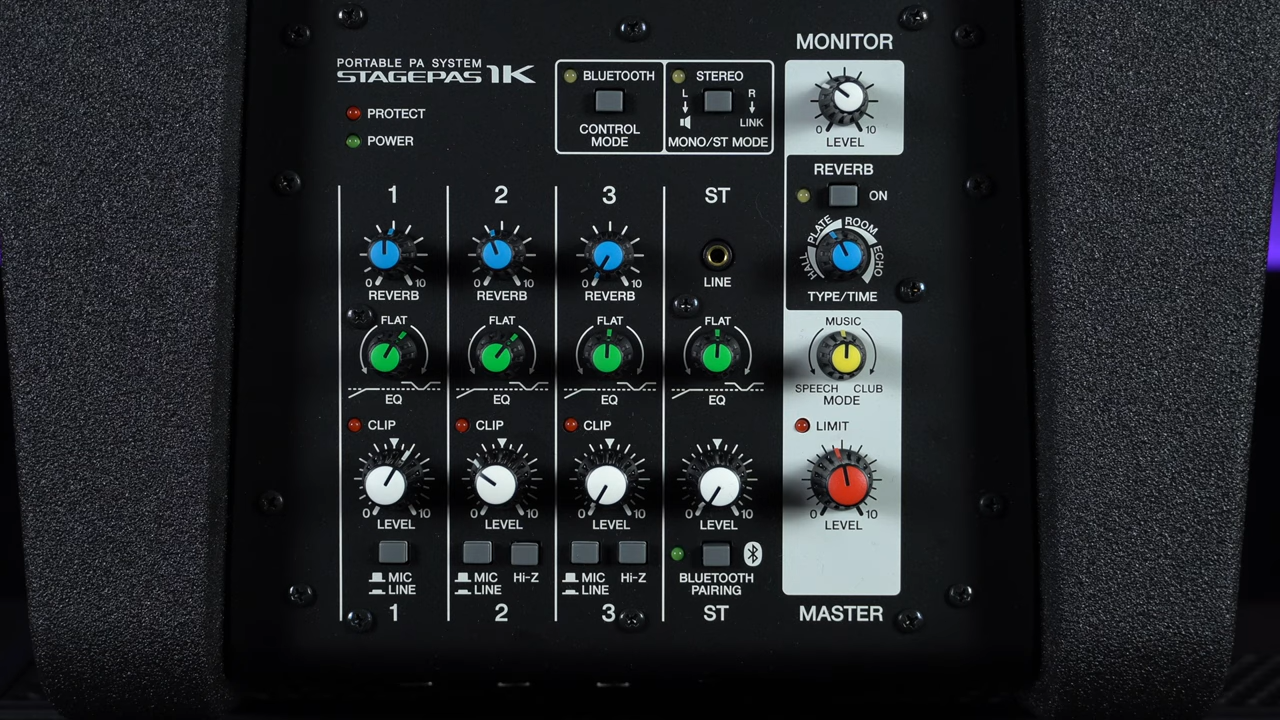 MONITOR
PORTABLE PA SYSTEM
STAGEPAS 1K
BLUETOOTH
STEREO
L R
PROTECT
LINK
CONTROL
MODE
MONO/ST MODE
0 10
LEVEL
POWER
REVERB
ON
1 2 3 ST
HALL PLATE ROOM ECHO
0 10 0 10 0 10
REVERB REVERB REVERB
LINE
TYPE/TIME
FLAT FLAT FLAT FLAT
MUSIC
SPEECH CLUB
MODE
EQ EQ EQ EQ
CLIP CLIP CLIP
LIMIT
0 10 0 10 0 10 0 10 0 10
LEVEL LEVEL LEVEL LEVEL LEVEL
MIC MIC Hi-Z MIC Hi-Z
LINE LINE LINE
BLUETOOTH
PAIRING
1 2 3 ST MASTER